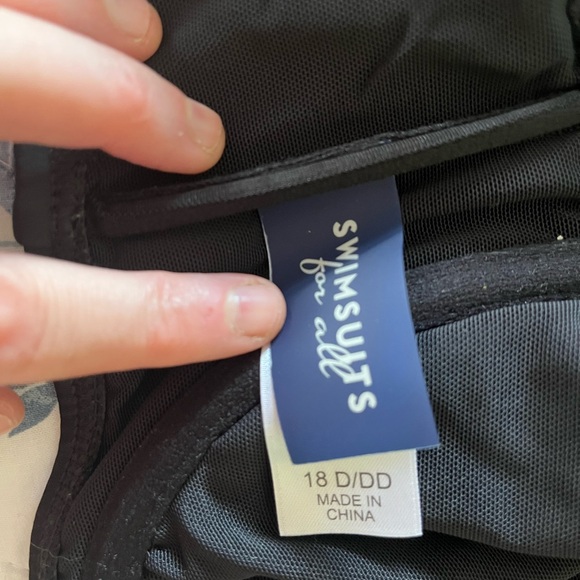 SWIMSUITS
for all
18 D/DD
MADE IN
CHINA